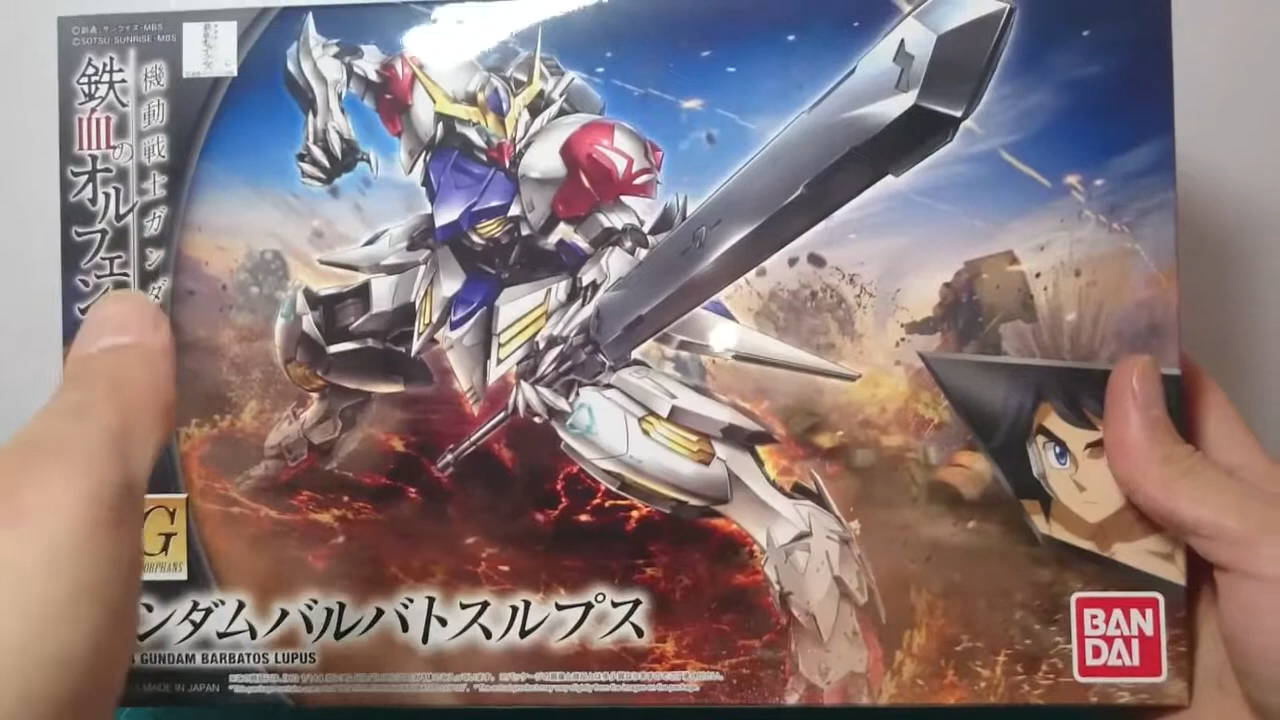 ©創通・サンライズ・MBS
©SOTSU・SUNRISE・MBS
機動戦士ガンダ
鉄血のオルフェン
G
ORPHANS
ンダムバルバトスルプス
GUNDAM BARBATOS LUPUS
MADE IN JAPAN
BAN
DAI